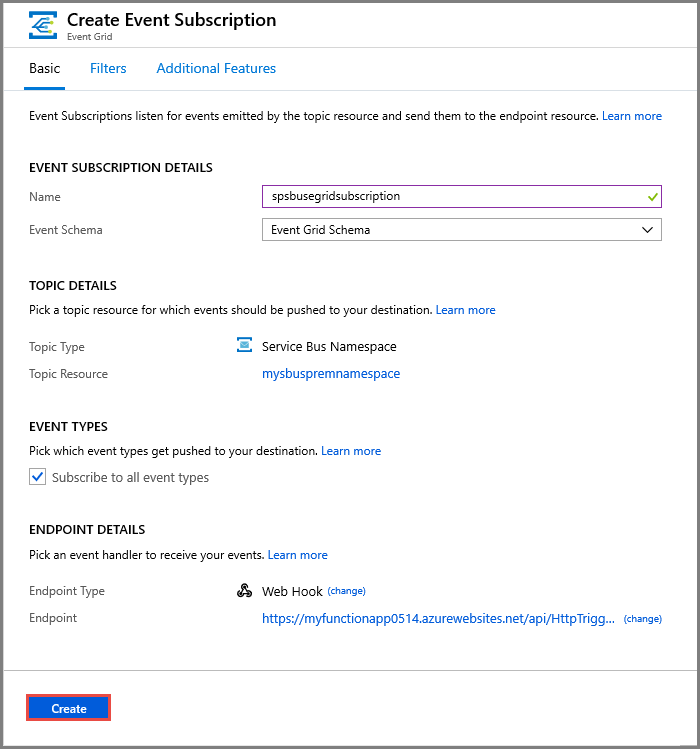 Create Event Subscription
Event Grid
Basic Filters Additional Features
Event Subscriptions listen for events emitted by the topic resource and send them to the endpoint resource. Learn more
EVENT SUBSCRIPTION DETAILS
Name spsbusegridsubscription
Event Schema Event Grid Schema
TOPIC DETAILS
Pick a topic resource for which events should be pushed to your destination. Learn more
Topic Type Service Bus Namespace
Topic Resource mysbuspremnamespace
EVENT TYPES
Pick which event types get pushed to your destination. Learn more
Subscribe to all event types
ENDPOINT DETAILS
Pick an event handler to receive your events. Learn more
Endpoint Type Web Hook (change)
Endpoint https://myfunctionapp0514.azurewebsites.net/api/HttpTrigg... (change)
Create